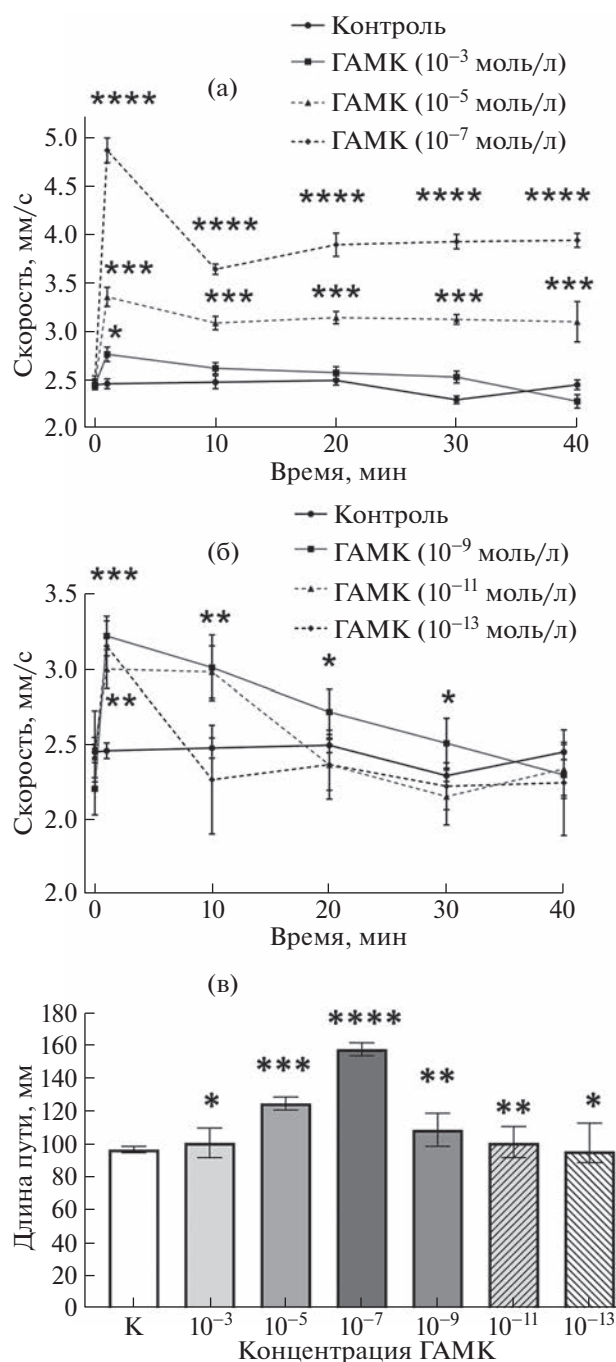 Контроль
ГАМК (10⁻³ моль/л)
(а)
ГАМК (10⁻⁵ моль/л)
****
ГАМК (10⁻⁷ моль/л)
5.0
4.5
4.0
3.5
3.0
2.5
2.0
Скорость, мм/с
**** **** **** ****
***
*** *** *** ***
*
0 10 20 30 40
Время, мин
Контроль
(б)
ГАМК (10⁻⁹ моль/л)
ГАМК (10⁻¹¹ моль/л)
ГАМК (10⁻¹³ моль/л)
3.5
3.0
2.5
2.0
2.0
Скорость, мм/с
***
**
*
*
**
0 10 20 30 40
Время, мин
(в)
180
160
140
120
100
80
60
40
20
0
Длина пути, мм
* *** **** ** ** *
К 10⁻³ 10⁻⁵ 10⁻⁷ 10⁻⁹ 10⁻¹¹ 10⁻¹³
Концентрация ГАМК